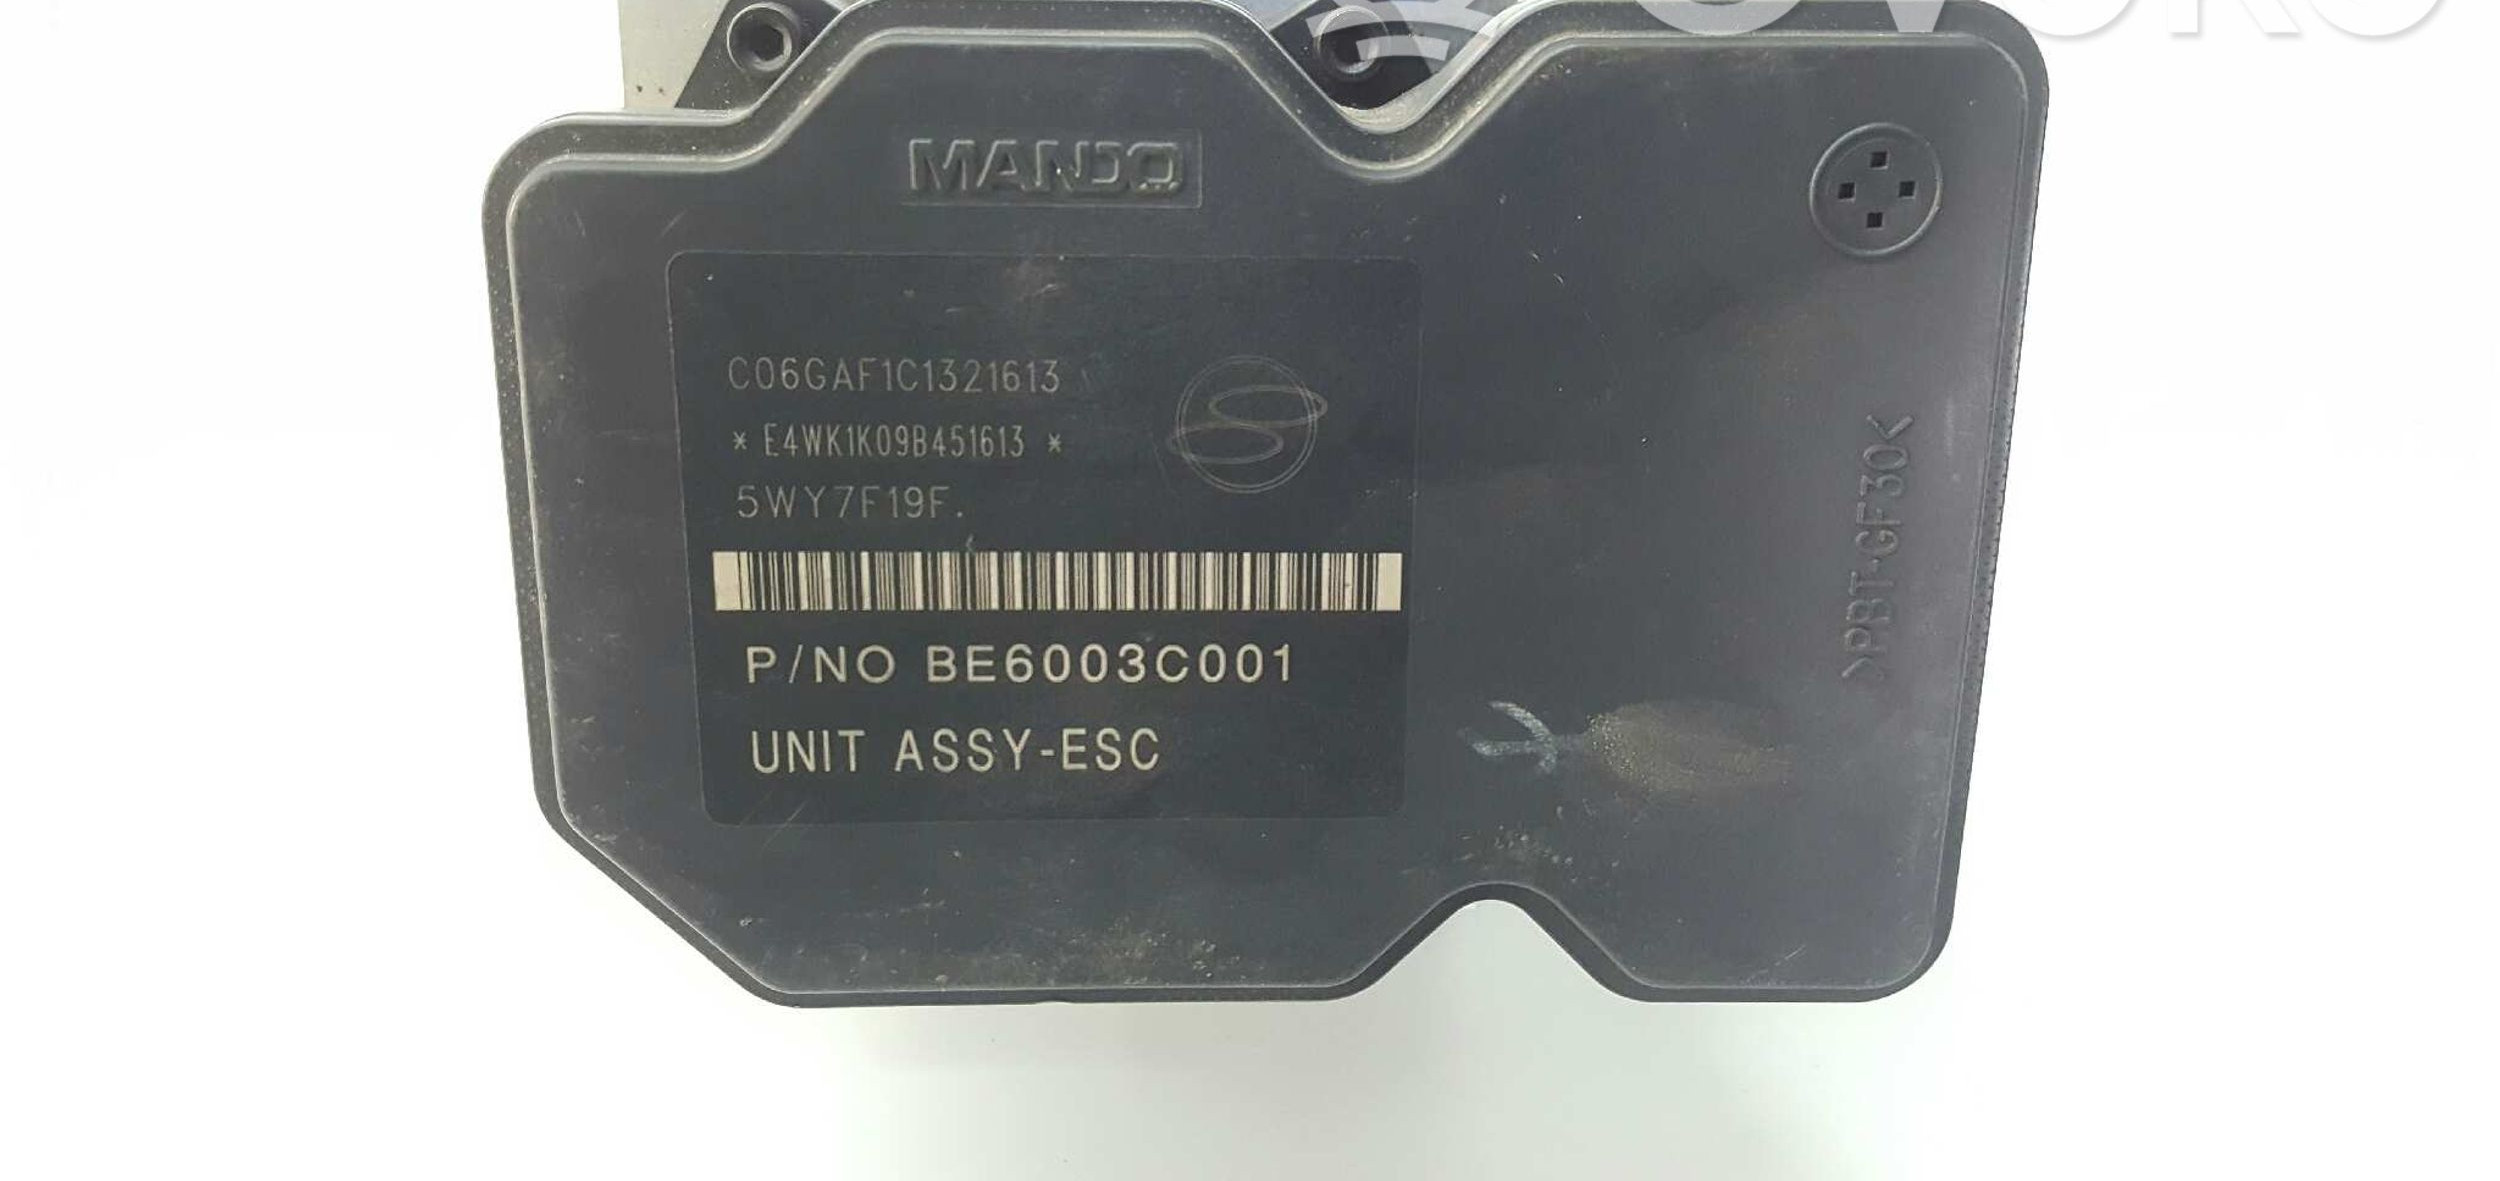 MANDO
C06GAF1C1321613
* E4WK1K09B451613 *
5WY7F19F.
P/NO BE6003C001
UNIT ASSY-ESC
>PBT-GF30<